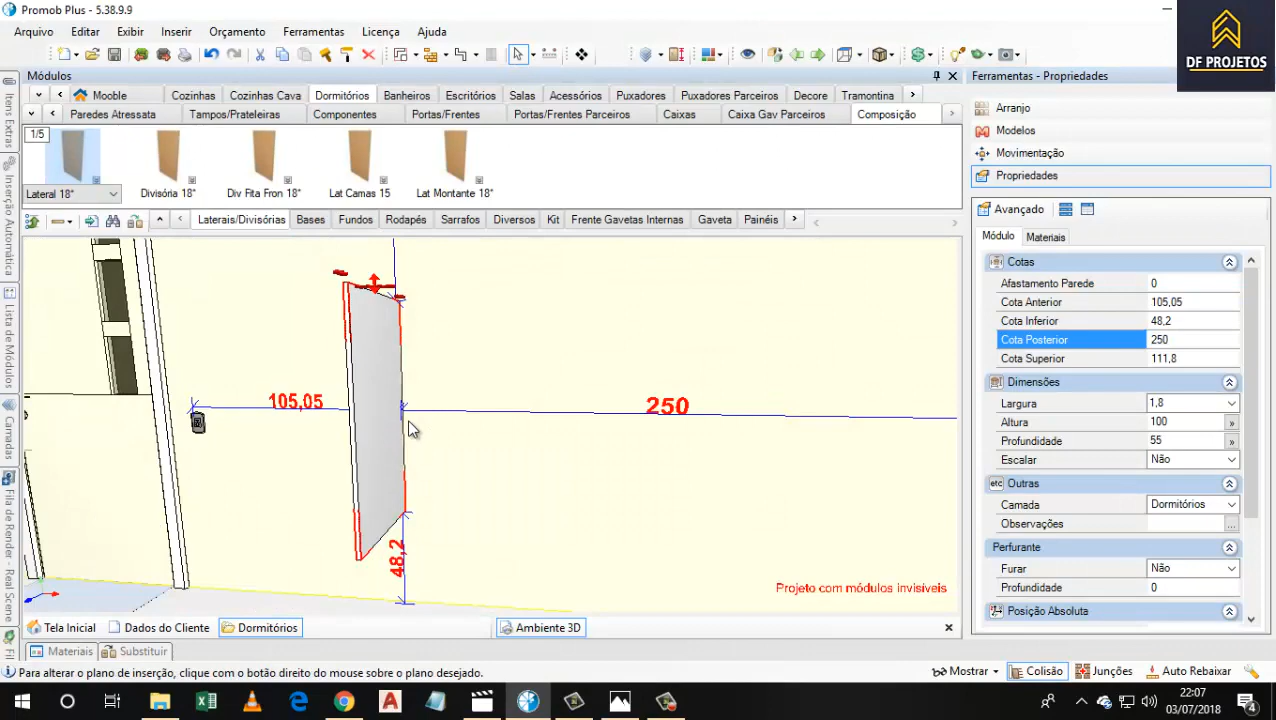 Promob Plus - 5.38.9.9
Arquivo Editar Exibir Inserir Orçamento Ferramentas Licença Ajuda
Módulos
Mooble Cozinhas Cozinhas Cava Dormitórios Banheiros Escritórios Salas Acessórios Puxadores Puxadores Parceiros Decore Tramontina
Paredes Atressata Tampos/Prateleiras Componentes Portas/Frentes Portas/Frentes Parceiros Caixas Caixa Gav Parceiros Composição
1/5
Lateral 18* Divisória 18* Div Fita Fron 18* Lat Camas 15 Lat Montante 18*
Laterais/Divisórias Bases Fundos Rodapés Sarrafos Diversos Kit Frente Gavetas Internas Gaveta Painéis
Itens Extras
Inserção Automática
Lista de Módulos
Camadas
Fila de Render - Real Scene
Fil
105,05
250
48,2
Projeto com módulos invisíveis
Tela Inicial Dados do Cliente Dormitórios Ambiente 3D
Materiais Substituir
Ferramentas - Propriedades
DF PROJETOS
Arranjo
Modelos
Movimentação
Propriedades
Avançado
Módulo Materiais
Cotas
Afastamento Parede 0
Cota Anterior 105,05
Cota Inferior 48,2
Cota Posterior 250
Cota Superior 111,8
Dimensões
Largura 1,8
Altura 100
Profundidade 55
Escalar Não
etc Outras
Camada Dormitórios
Observações ...
Perfurante
Furar Não
Profundidade 0
Posição Absoluta
Para alterar o plano de inserção, clique com o botão direito do mouse sobre o plano desejado.
Mostrar Colisão Junções Auto Rebaixar
22:07
03/07/2018
4